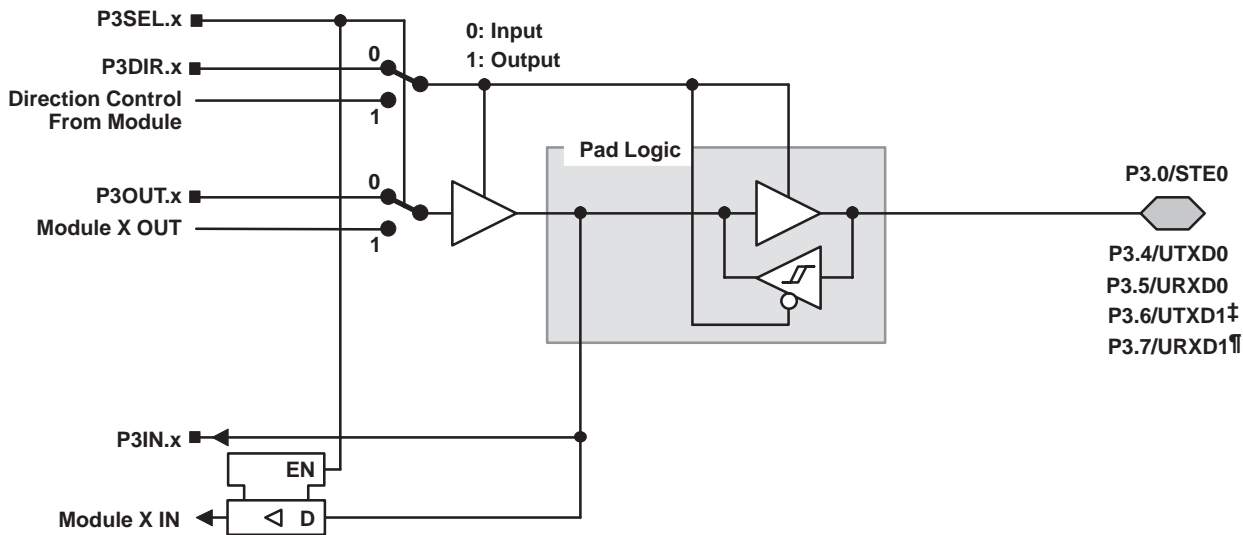 P3SEL.x
0: Input
1: Output
0
P3DIR.x
Direction Control
From Module
1
Pad Logic
P3.0/STE0
0
P3OUT.x
Module X OUT
1
P3.4/UTXD0
P3.5/URXD0
P3.6/UTXD1‡
P3.7/URXD1¶
P3IN.x
EN
Module X IN
D